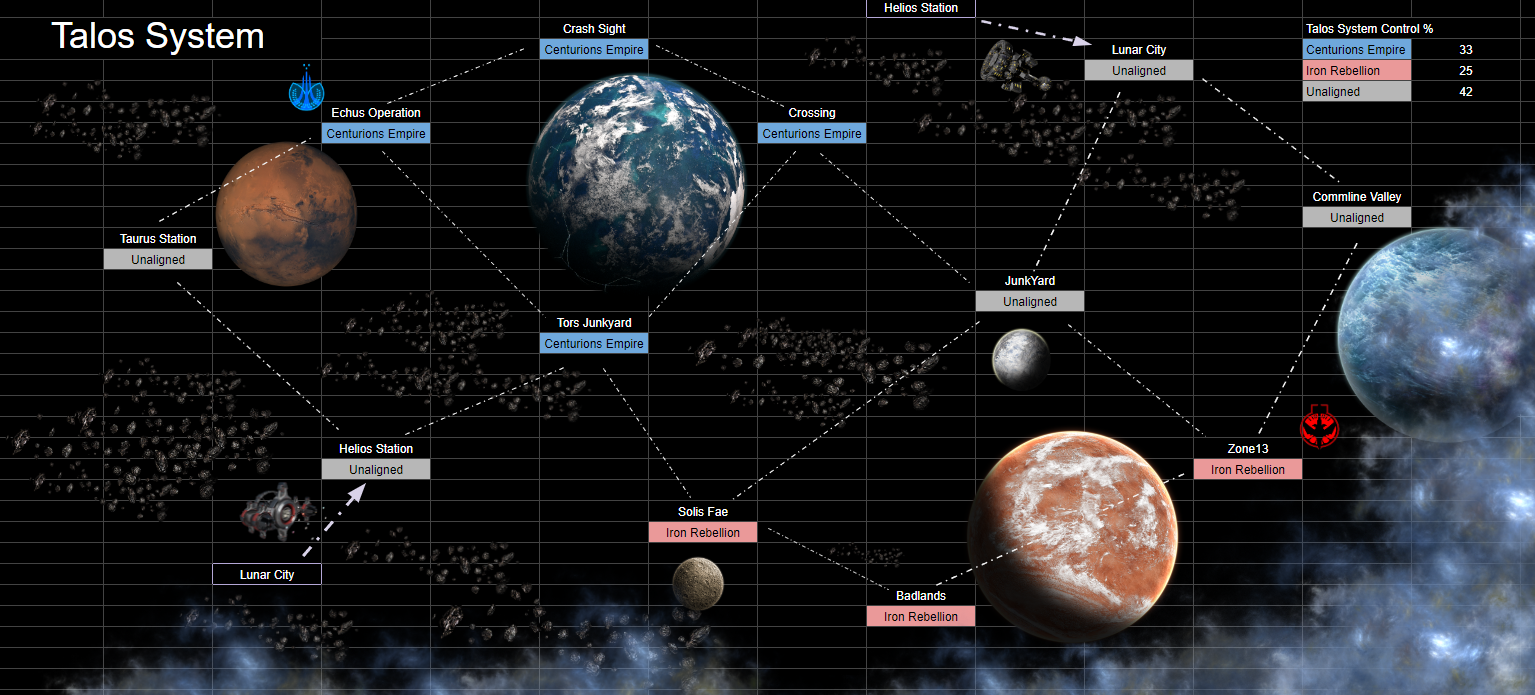 Helios Station
Talos System
Crash Sight
Centurions Empire
Talos System Control %
Centurions Empire 33
Iron Rebellion 25
Unaligned 42
Lunar City
Unaligned
Echus Operation
Centurions Empire
Crossing
Centurions Empire
Commline Valley
Unaligned
Taurus Station
Unaligned
JunkYard
Unaligned
Tors Junkyard
Centurions Empire
Helios Station
Unaligned
Zone13
Iron Rebellion
Solis Fae
Iron Rebellion
Lunar City
Badlands
Iron Rebellion